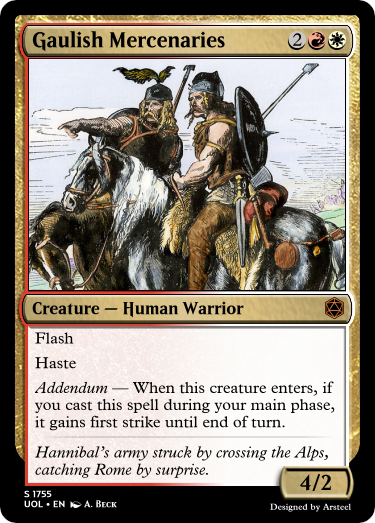 Gaulish Mercenaries 2
Creature — Human Warrior
Flash
Haste
Addendum — When this creature enters, if
you cast this spell during your main phase,
it gains first strike until end of turn.
Hannibal's army struck by crossing the Alps,
catching Rome by surprise.
4/2
S 1755
UOL • EN A. Beck
Designed by Arsteel